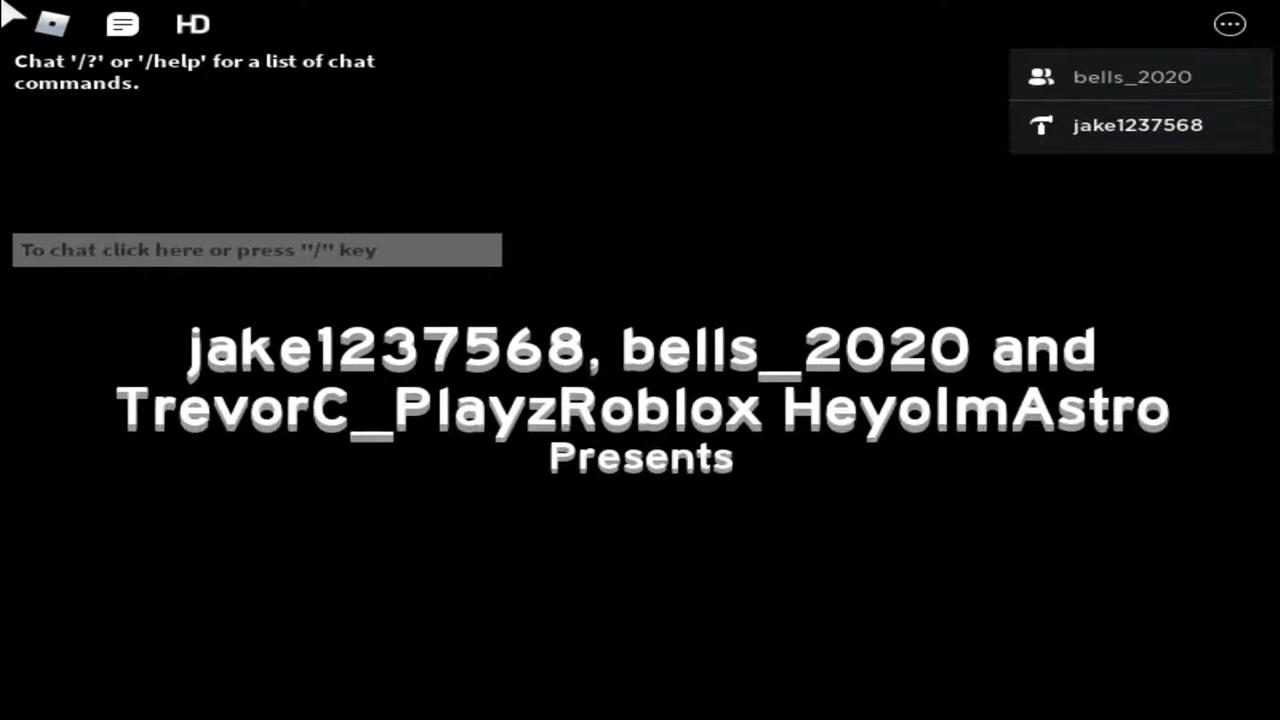 HD
Chat '/?' or '/help' for a list of chat
commands.
bells_2020
jake1237568
To chat click here or press "/" key
jake1237568, bells_2020 and
TrevorC_PlayzRoblox HeyoImAstro
Presents